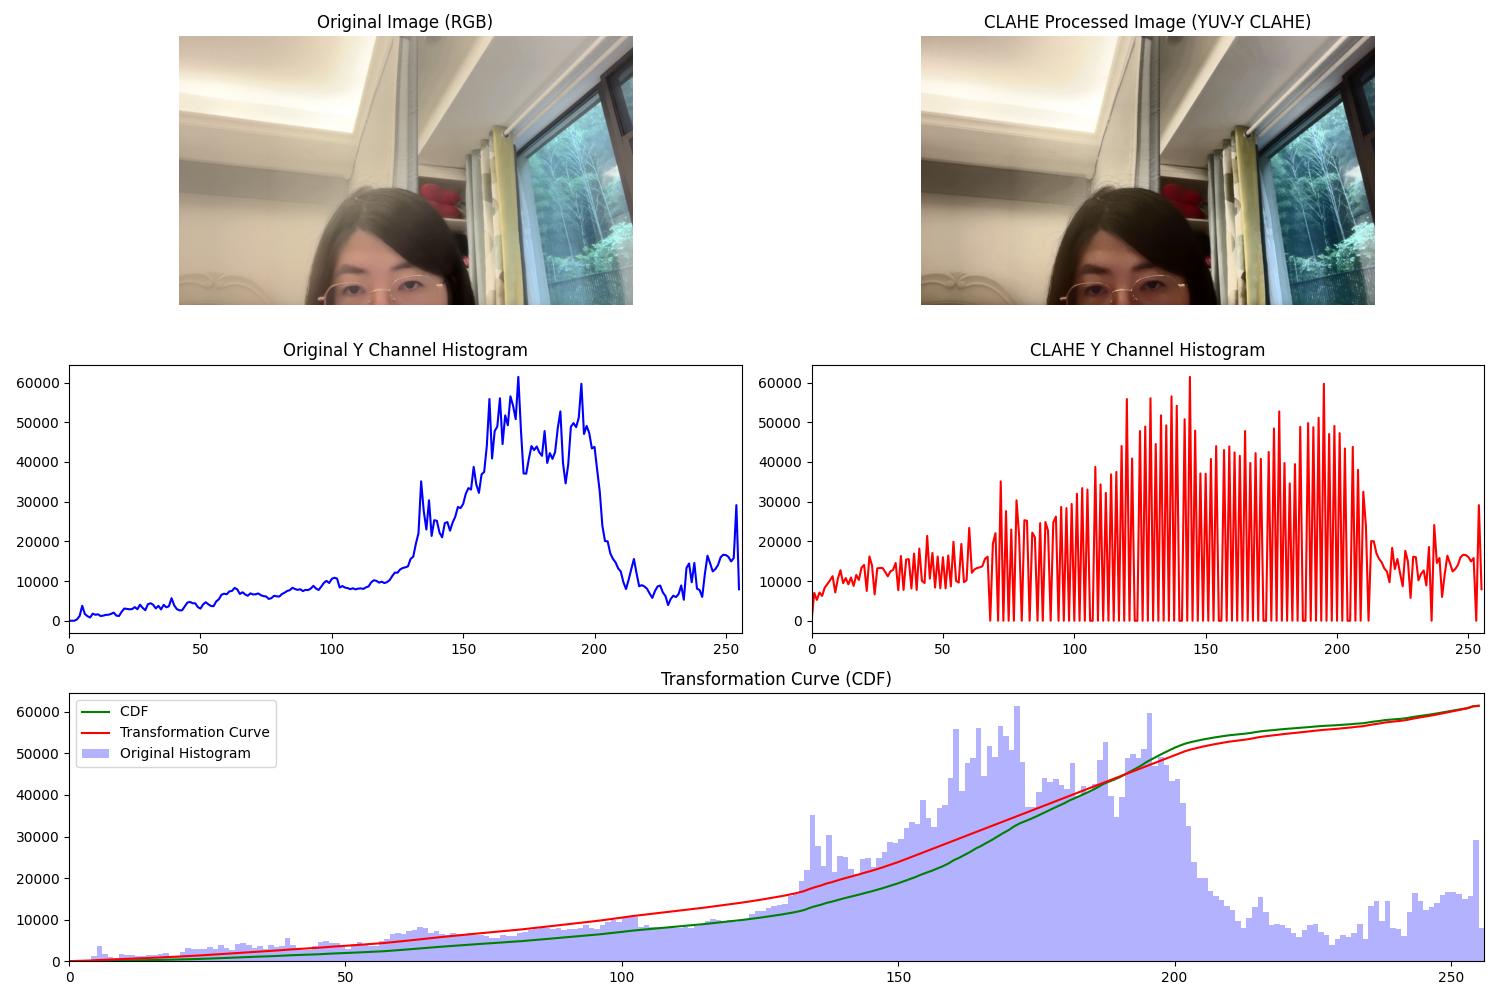 Original Image (RGB)
CLAHE Processed Image (YUV-Y CLAHE)
Original Y Channel Histogram
60000
50000
40000
30000
20000
10000
0
0 50 100 150 200 250
CLAHE Y Channel Histogram
60000
50000
40000
30000
20000
10000
0
0 50 100 150 200 250
Transformation Curve (CDF)
CDF
Transformation Curve
Original Histogram
60000
50000
40000
30000
20000
10000
0
0 50 100 150 200 250